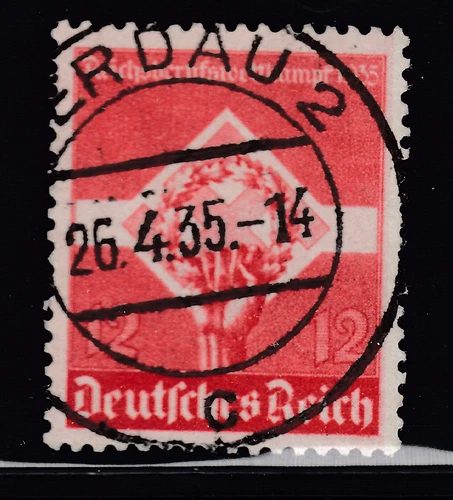 ERDAU 2
Reichsberufswettkampf 1935
26.4.35.-14
12 12
Deutsches Reich
c